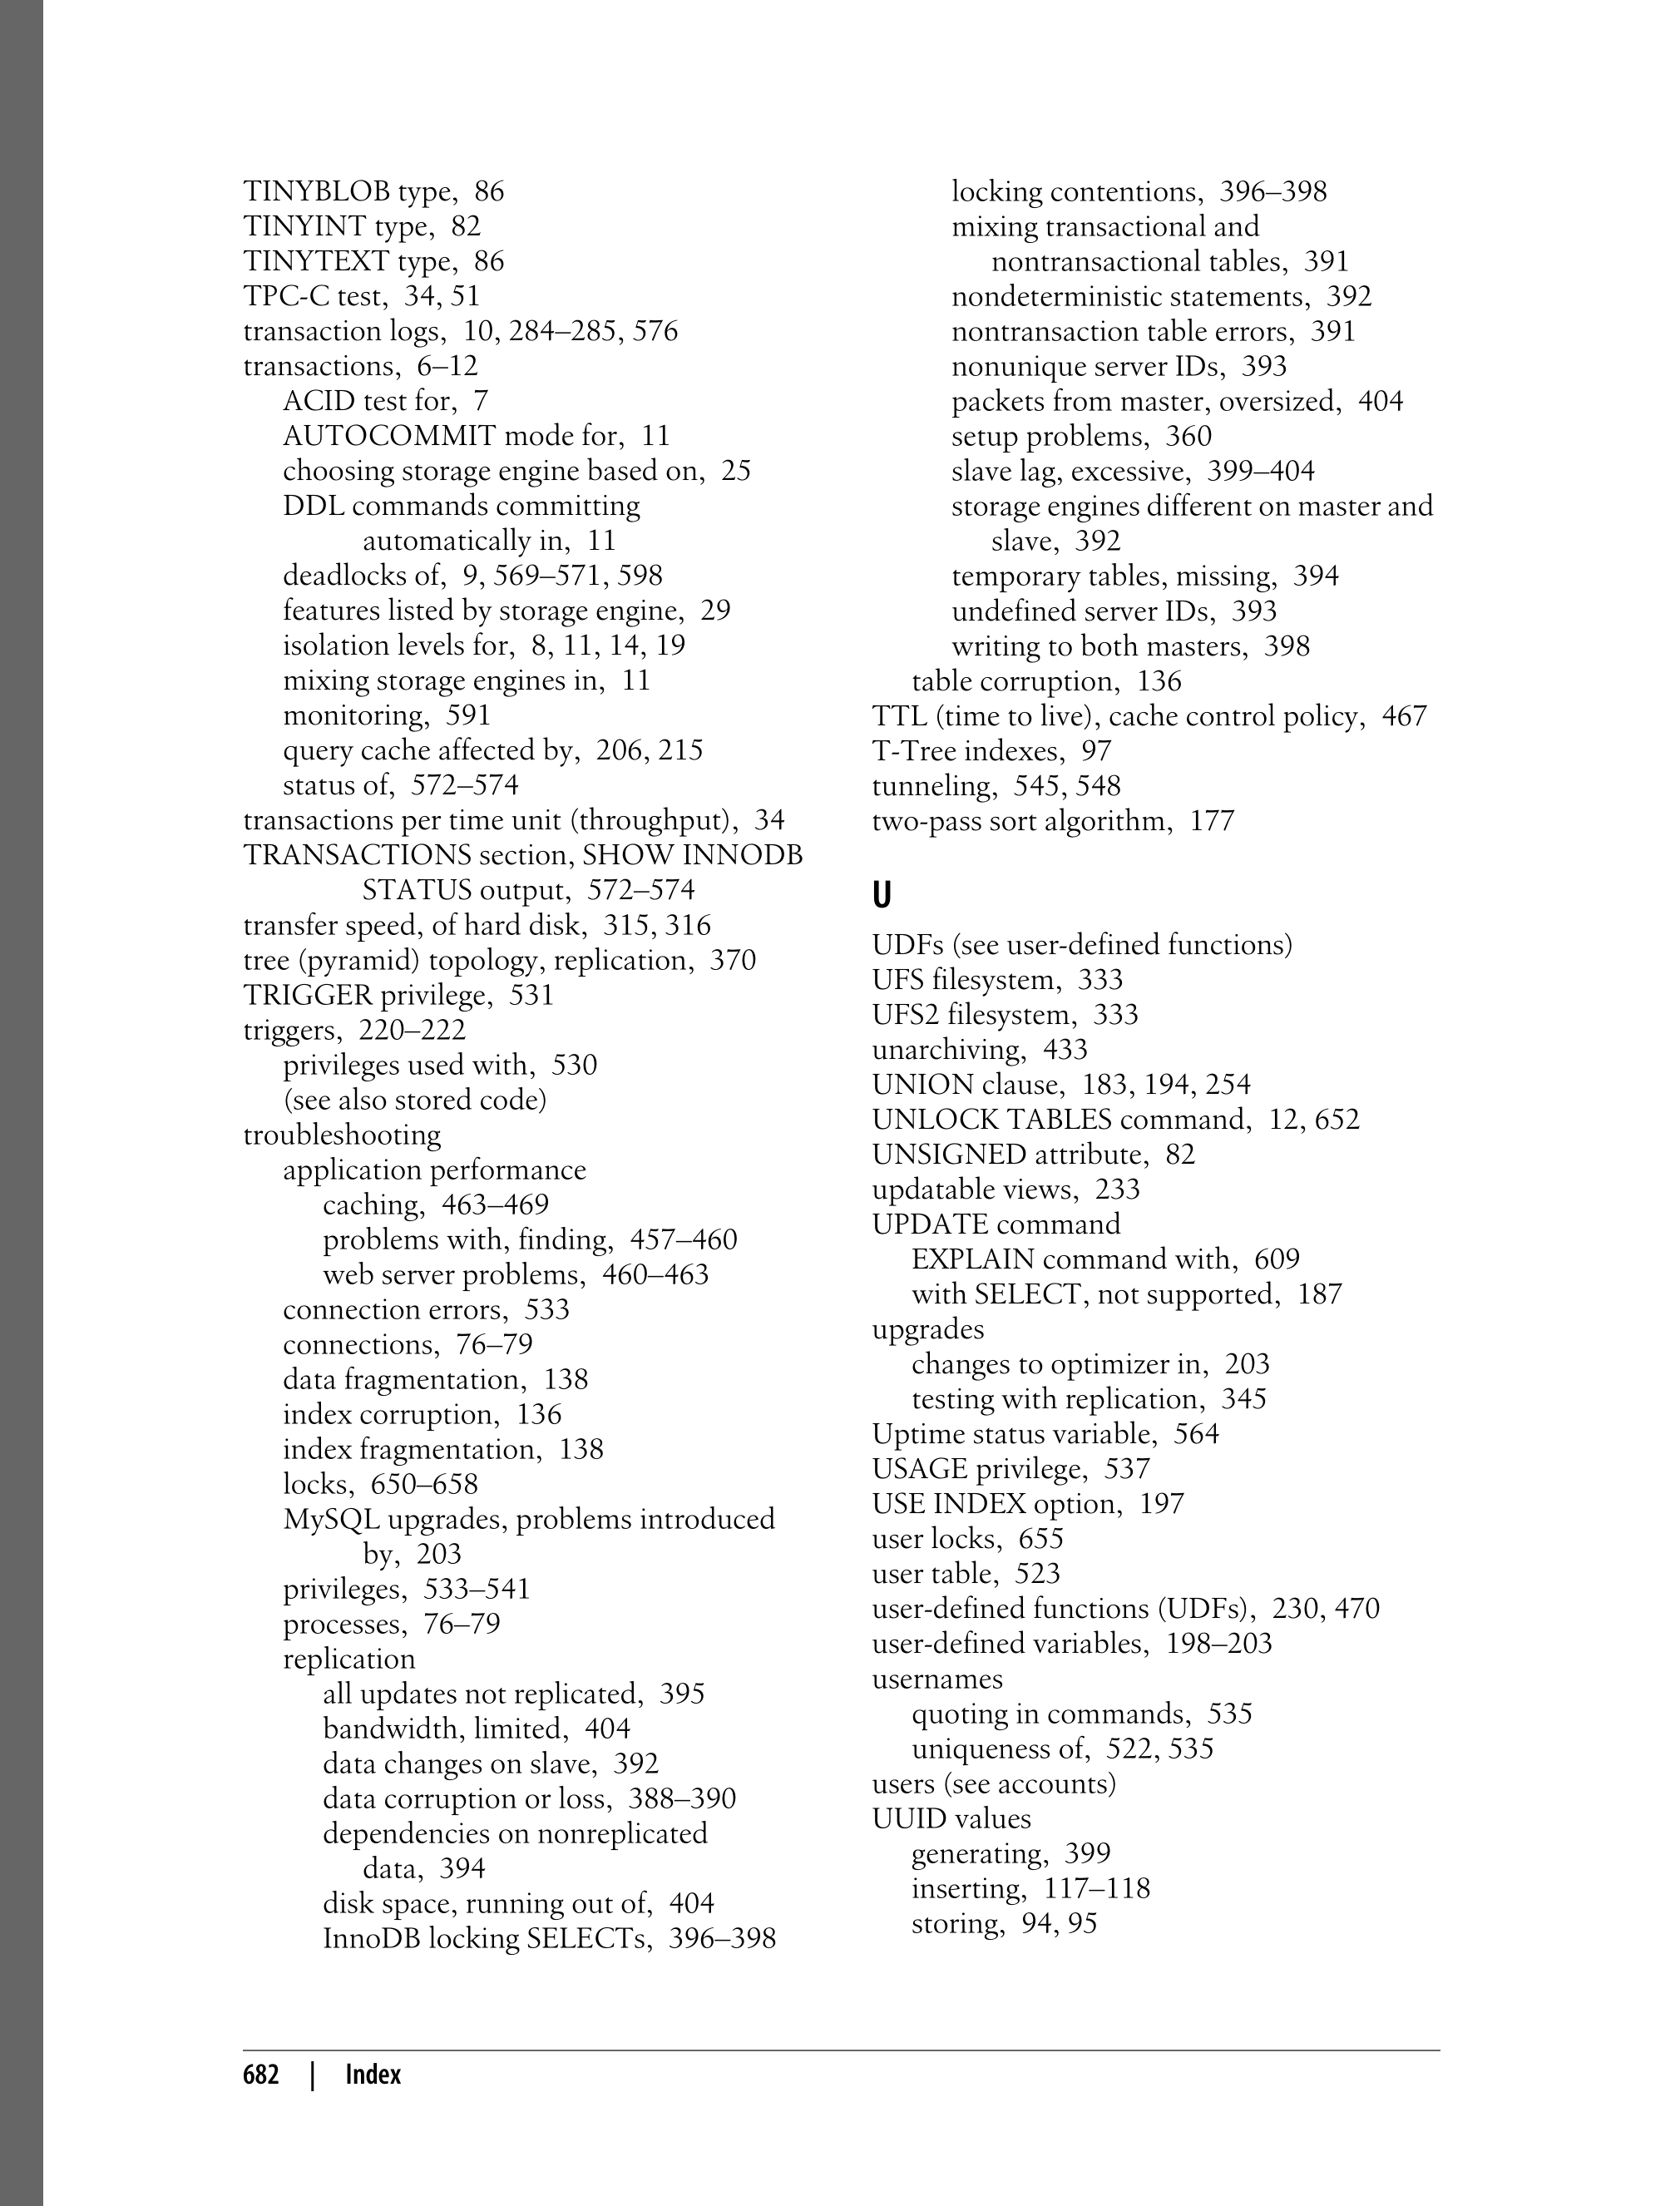 TINYBLOB type, 86
TINYINT type, 82
TINYTEXT type, 86
TPC-C test, 34, 51
transaction logs, 10, 284–285, 576
transactions, 6–12
ACID test for, 7
AUTOCOMMIT mode for, 11
choosing storage engine based on, 25
DDL commands committing
automatically in, 11
deadlocks of, 9, 569–571, 598
features listed by storage engine, 29
isolation levels for, 8, 11, 14, 19
mixing storage engines in, 11
monitoring, 591
query cache affected by, 206, 215
status of, 572–574
transactions per time unit (throughput), 34
TRANSACTIONS section, SHOW INNODB
STATUS output, 572–574
transfer speed, of hard disk, 315, 316
tree (pyramid) topology, replication, 370
TRIGGER privilege, 531
triggers, 220–222
privileges used with, 530
(see also stored code)
troubleshooting
application performance
caching, 463–469
problems with, finding, 457–460
web server problems, 460–463
connection errors, 533
connections, 76–79
data fragmentation, 138
index corruption, 136
index fragmentation, 138
locks, 650–658
MySQL upgrades, problems introduced
by, 203
privileges, 533–541
processes, 76–79
replication
all updates not replicated, 395
bandwidth, limited, 404
data changes on slave, 392
data corruption or loss, 388–390
dependencies on nonreplicated
data, 394
disk space, running out of, 404
InnoDB locking SELECTs, 396–398
locking contentions, 396–398
mixing transactional and
nontransactional tables, 391
nondeterministic statements, 392
nontransaction table errors, 391
nonunique server IDs, 393
packets from master, oversized, 404
setup problems, 360
slave lag, excessive, 399–404
storage engines different on master and
slave, 392
temporary tables, missing, 394
undefined server IDs, 393
writing to both masters, 398
table corruption, 136
TTL (time to live), cache control policy, 467
T-Tree indexes, 97
tunneling, 545, 548
two-pass sort algorithm, 177
U
UDFs (see user-defined functions)
UFS filesystem, 333
UFS2 filesystem, 333
unarchiving, 433
UNION clause, 183, 194, 254
UNLOCK TABLES command, 12, 652
UNSIGNED attribute, 82
updatable views, 233
UPDATE command
EXPLAIN command with, 609
with SELECT, not supported, 187
upgrades
changes to optimizer in, 203
testing with replication, 345
Uptime status variable, 564
USAGE privilege, 537
USE INDEX option, 197
user locks, 655
user table, 523
user-defined functions (UDFs), 230, 470
user-defined variables, 198–203
usernames
quoting in commands, 535
uniqueness of, 522, 535
users (see accounts)
UUID values
generating, 399
inserting, 117–118
storing, 94, 95
682 | Index